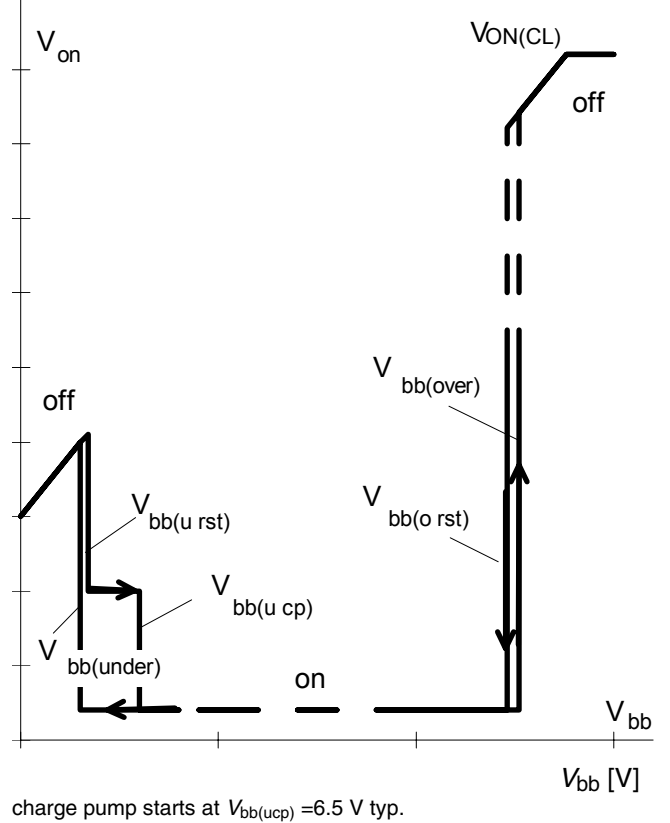 V on
VON(CL)
off
V bb(over)
off
V bb(o rst)
V bb(u rst)
V bb(u cp)
V bb(under)
on
V bb
Vbb [V]
charge pump starts at Vbb(ucp) =6.5 V typ.